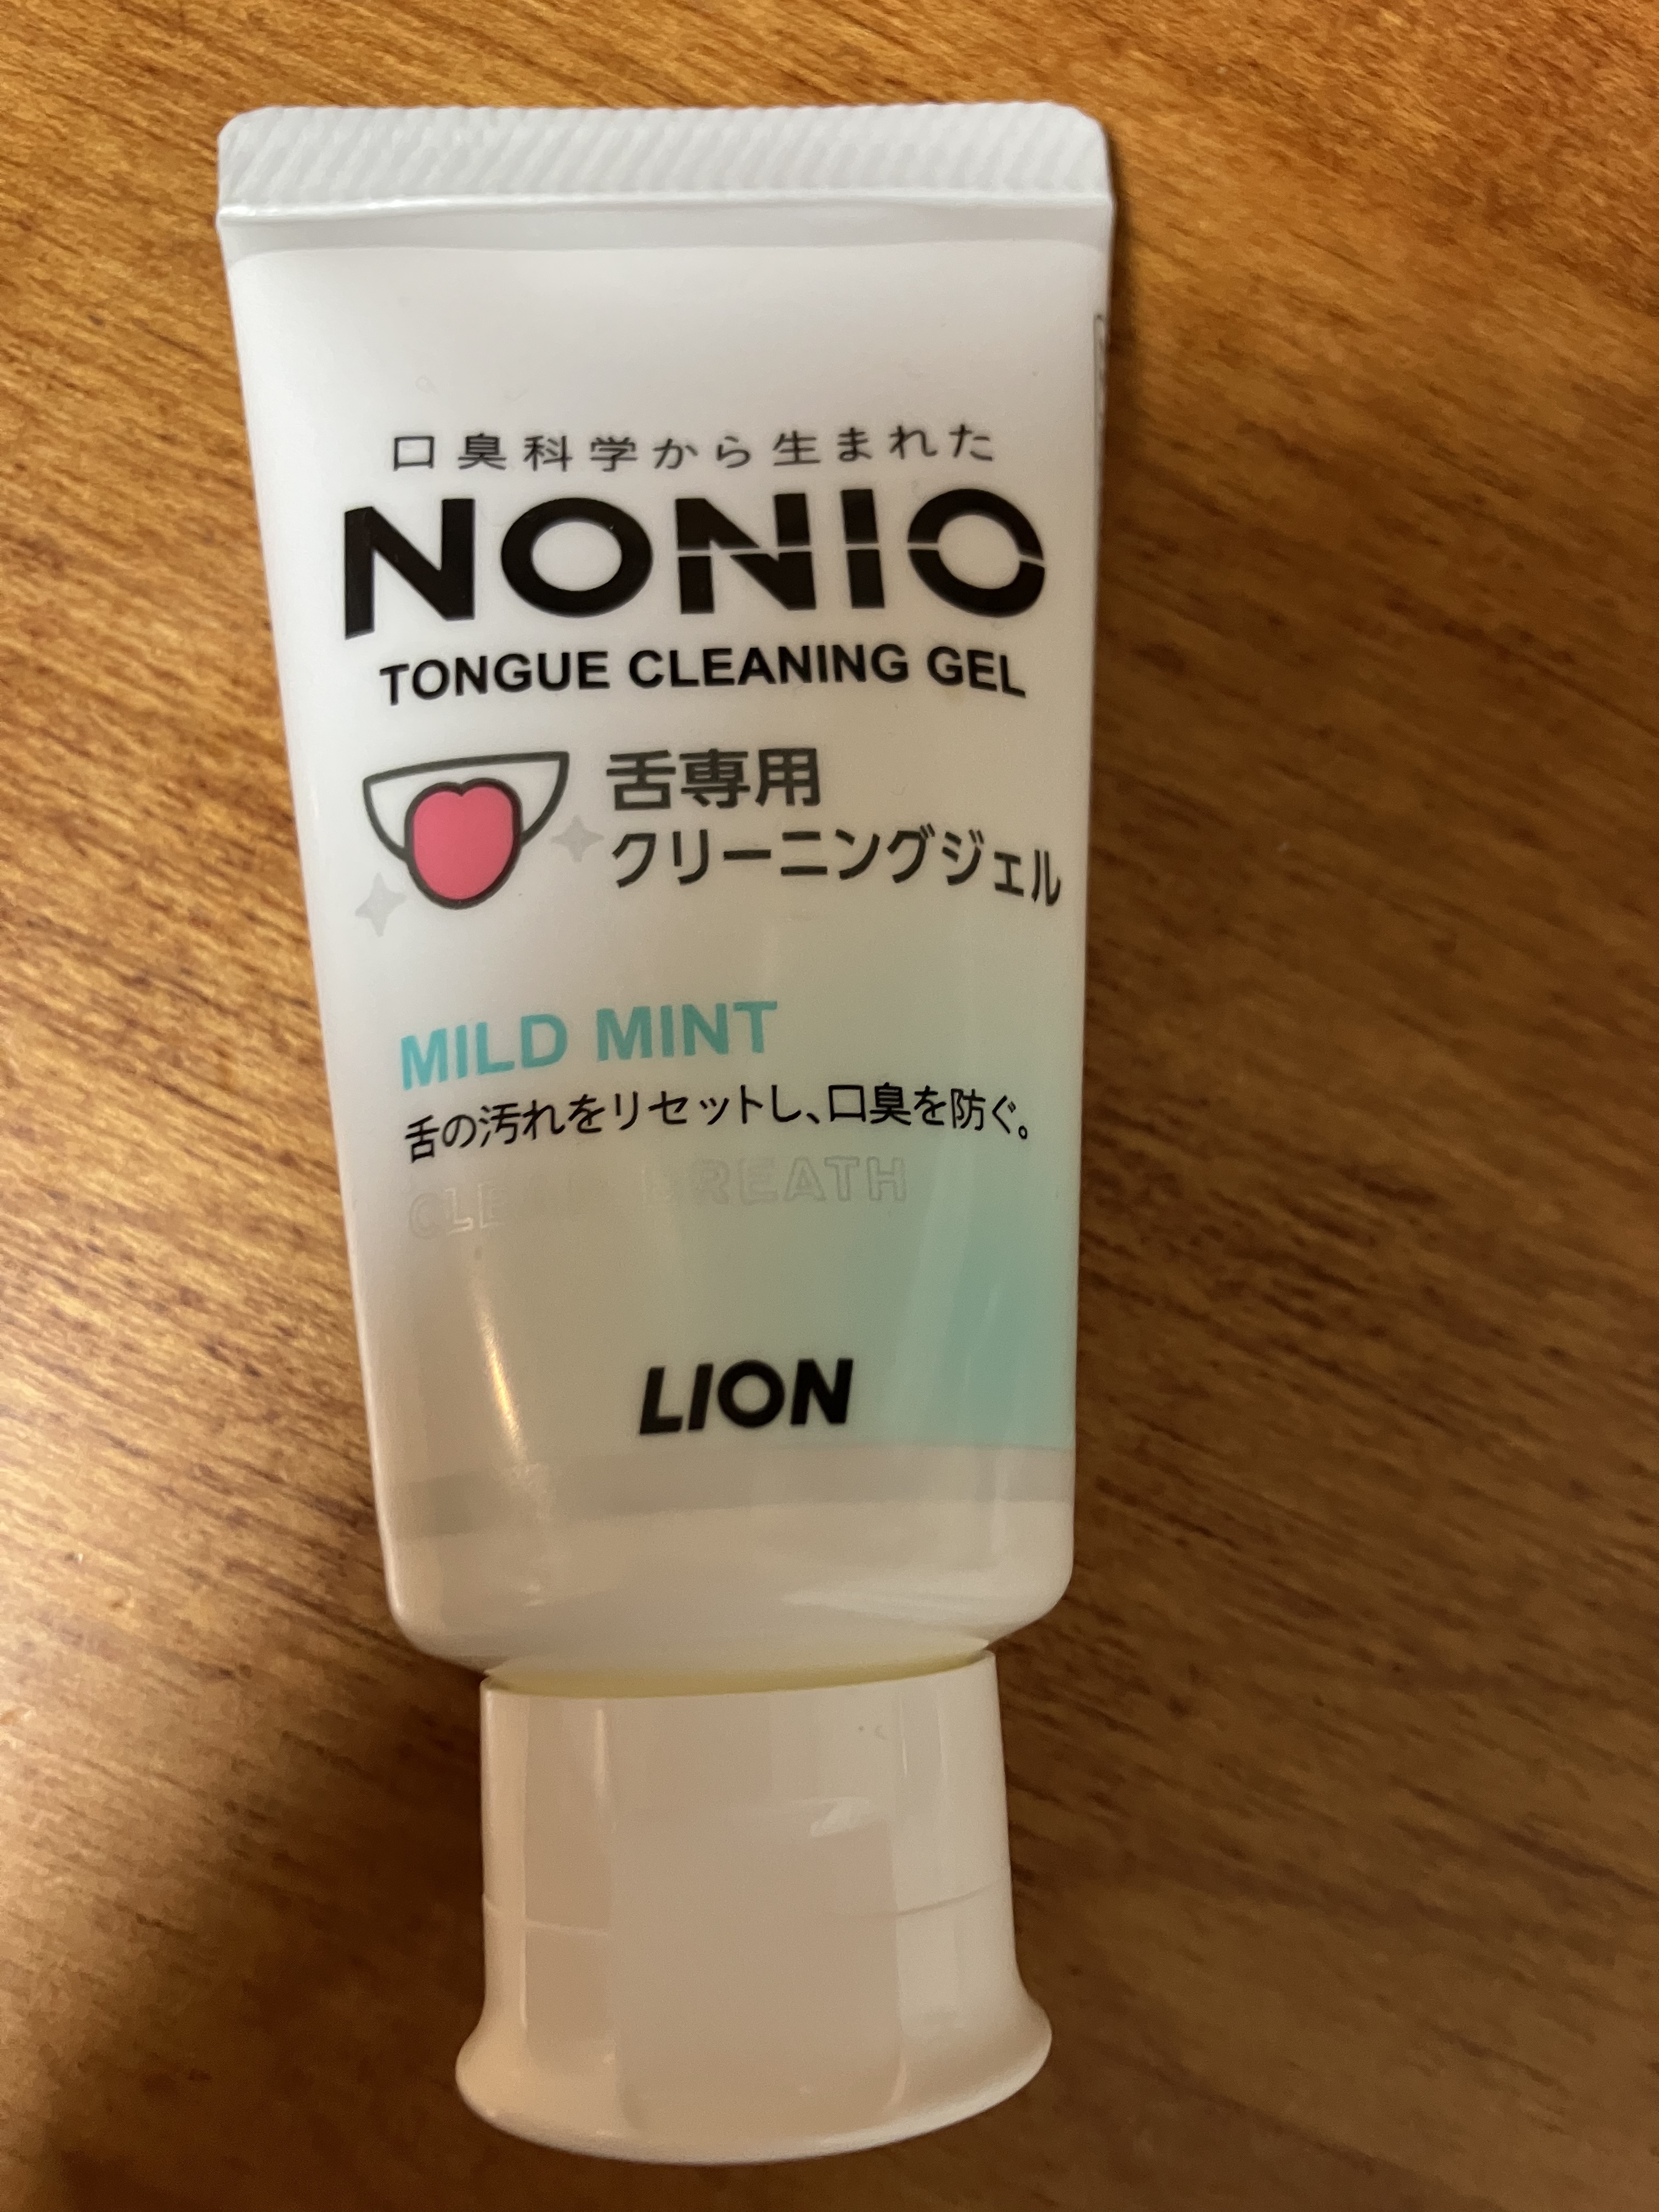 口臭科学から生まれた
NONIO
TONGUE CLEANING GEL
舌専用
クリーニングジェル
MILD MINT
舌の汚れをリセットし、口臭を防ぐ。
CLEAR BREATH
LION